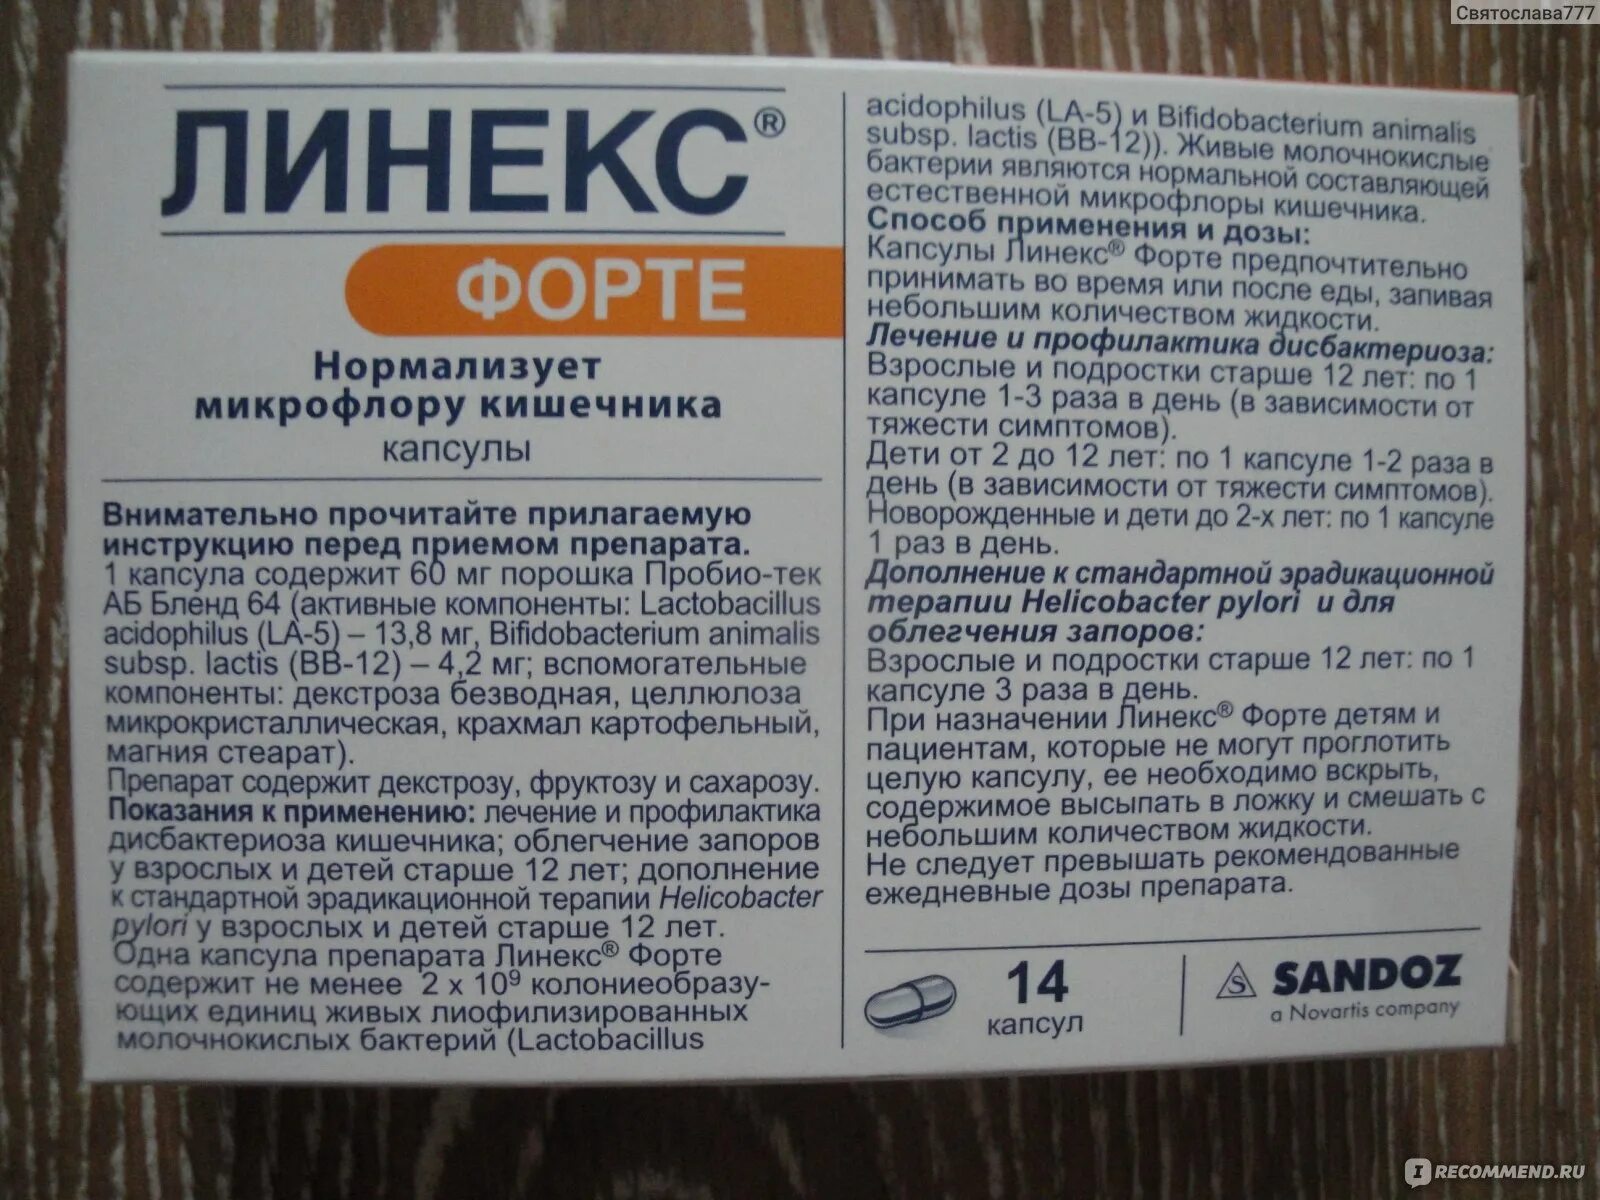 Святослава777
ЛИНЕКС®
ФОРТЕ
Нормализует
микрофлору кишечника
капсулы
Внимательно прочитайте прилагаемую
инструкцию перед приемом препарата.
1 капсула содержит 60 мг порошка Пробио-тек
АБ Бленд 64 (активные компоненты: Lactobacillus
acidophilus (LA-5) – 13,8 мг, Bifidobacterium animalis
subsp. lactis (BB-12) – 4,2 мг; вспомогательные
компоненты: декстроза безводная, целлюлоза
микрокристаллическая, крахмал картофельный,
магния стеарат).
Препарат содержит декстрозу, фруктозу и сахарозу.
Показания к применению: лечение и профилактика
дисбактериоза кишечника; облегчение запоров
у взрослых и детей старше 12 лет; дополнение
к стандартной эрадикационной терапии Helicobacter
pylori у взрослых и детей старше 12 лет.
Одна капсула препарата Линекс® Форте
содержит не менее 2 x 10⁹ колониеобразу-
ющих единиц живых лиофилизированных
молочнокислых бактерий (Lactobacillus
acidophilus (LA-5) и Bifidobacterium animalis
subsp. lactis (BB-12)). Живые молочнокислые
бактерии являются нормальной составляющей
естественной микрофлоры кишечника.
Способ применения и дозы:
Капсулы Линекс® Форте предпочтительно
принимать во время или после еды, запивая
небольшим количеством жидкости.
Лечение и профилактика дисбактериоза:
Взрослые и подростки старше 12 лет: по 1
капсуле 1-3 раза в день (в зависимости от
тяжести симптомов).
Дети от 2 до 12 лет: по 1 капсуле 1-2 раза в
день (в зависимости от тяжести симптомов).
Новорожденные и дети до 2-х лет: по 1 капсуле
1 раз в день.
Дополнение к стандартной эрадикационной
терапии Helicobacter pylori и для
облегчения запоров:
Взрослые и подростки старше 12 лет: по 1
капсуле 3 раза в день.
При назначении Линекс® Форте детям и
пациентам, которые не могут проглотить
целую капсулу, ее необходимо вскрыть,
содержимое высыпать в ложку и смешать с
небольшим количеством жидкости.
Не следует превышать рекомендованные
ежедневные дозы препарата.
14
капсул
S SANDOZ
a Novartis company
I RECOMMEND.RU